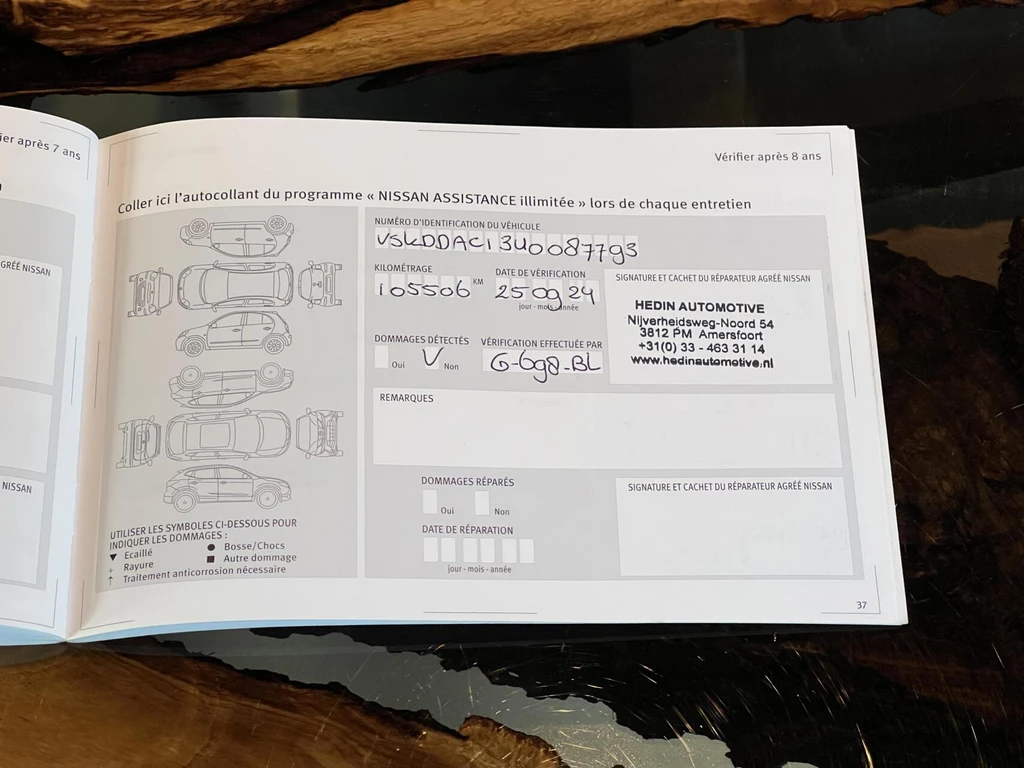 ier après 7 ans
GRÉÉ NISSAN
NISSAN
Vérifier après 8 ans
Coller ici l'autocollant du programme « NISSAN ASSISTANCE illimitée » lors de chaque entretien
NUMÉRO D'IDENTIFICATION DU VÉHICULE
VSKDDAC13U0087793
KILOMÉTRAGE
105506 KM
DATE DE VÉRIFICATION
25 09 24
jour - mois - année
SIGNATURE ET CACHET DU RÉPARATEUR AGRÉÉ NISSAN
HEDIN AUTOMOTIVE
Nijverheidsweg-Noord 54
3812 PM Amersfoort
+31(0) 33 - 463 31 14
www.hedinautomotive.nl
DOMMAGES DÉTECTÉS
Oui V Non
VÉRIFICATION EFFECTUÉE PAR
G-698-BL
REMARQUES
DOMMAGES RÉPARÉS
Oui Non
DATE DE RÉPARATION
jour - mois - année
SIGNATURE ET CACHET DU RÉPARATEUR AGRÉÉ NISSAN
UTILISER LES SYMBOLES CI-DESSOUS POUR
INDIQUER LES DOMMAGES :
▼ Ecaillé
+ Rayure
↑ Traitement anticorrosion nécessaire
● Bosse/Chocs
■ Autre dommage
37